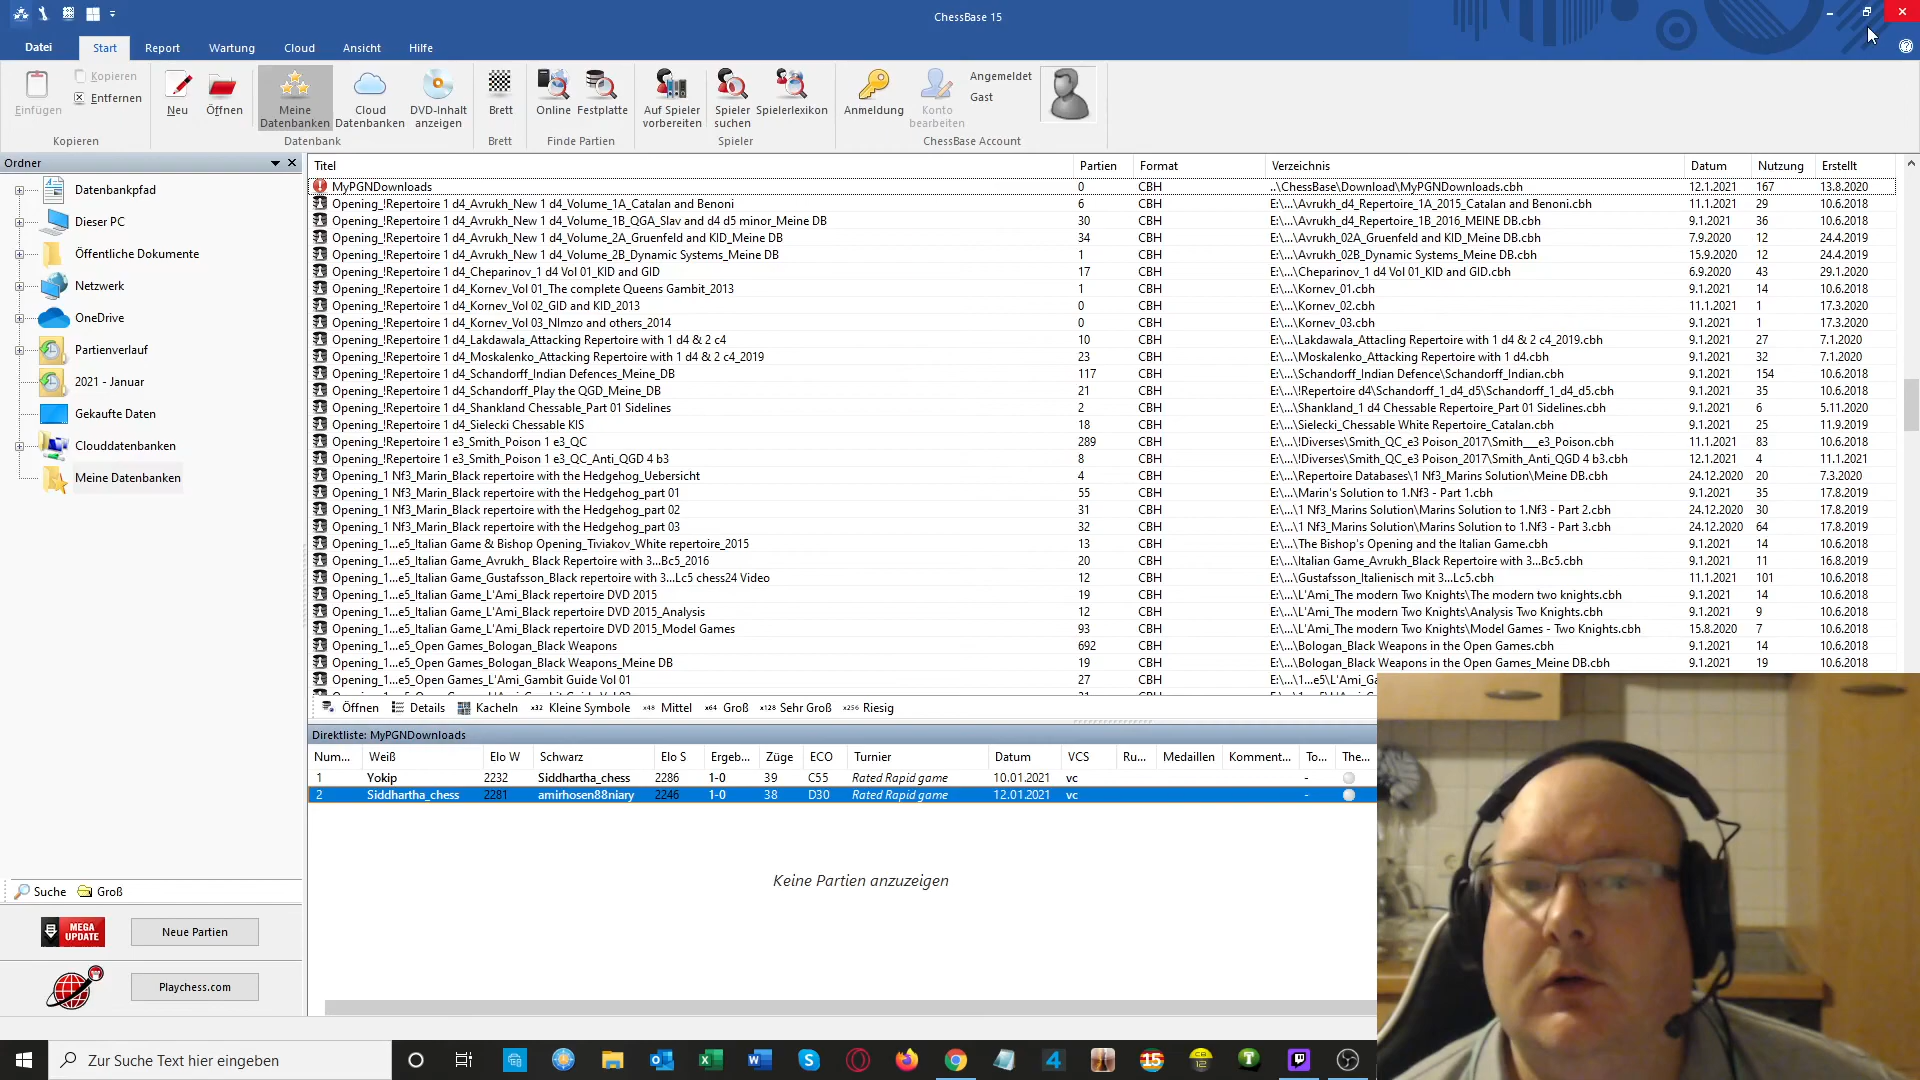 ChessBase 15
Datei Start Report Wartung Cloud Ansicht Hilfe
Einfügen Kopieren Entfernen Neu Öffnen Meine Datenbanken Cloud Datenbanken DVD-Inhalt anzeigen Brett Online Festplatte Auf Spieler vorbereiten Spieler suchen Spielerlexikon Anmeldung Konto bearbeiten Angemeldet Gast
Kopieren Datenbank Brett Finde Partien Spieler ChessBase Account
Ordner
Datenbankpfad
Dieser PC
Öffentliche Dokumente
Netzwerk
OneDrive
Partienverlauf
2021 - Januar
Gekaufte Daten
Clouddatenbanken
Meine Datenbanken
Suche Groß
MEGA UPDATE Neue Partien
Playchess.com
Titel Partien Format Verzeichnis Datum Nutzung Erstellt
MyPGNDownloads 0 CBH ..\ChessBase\Download\MyPGNDownloads.cbh 12.1.2021 167 13.8.2020
Opening_!Repertoire 1 d4_Avrukh_New 1 d4_Volume_1A_Catalan and Benoni 6 CBH E:\...\Avrukh_d4_Repertoire_1A_2015_Catalan and Benoni.cbh 11.1.2021 29 10.6.2018
Opening_!Repertoire 1 d4_Avrukh_New 1 d4_Volume_1B_QGA_Slav and d4 d5 minor_Meine DB 30 CBH E:\...\Avrukh_d4_Repertoire_1B_2016_MEINE DB.cbh 9.1.2021 36 10.6.2018
Opening_!Repertoire 1 d4_Avrukh_New 1 d4_Volume_2A_Gruenfeld and KID_Meine DB 34 CBH E:\...\Avrukh_02A_Gruenfeld and KID_Meine DB.cbh 7.9.2020 12 24.4.2019
Opening_!Repertoire 1 d4_Avrukh_New 1 d4_Volume_2B_Dynamic Systems_Meine DB 1 CBH E:\...\Avrukh_02B_Dynamic Systems_Meine DB.cbh 15.9.2020 12 24.4.2019
Opening_!Repertoire 1 d4_Cheparinov_1 d4 Vol 01_KID and GID 17 CBH E:\...\Cheparinov_1 d4 Vol 01_KID and GID.cbh 6.9.2020 43 29.1.2020
Opening_!Repertoire 1 d4_Kornev_Vol 01_The complete Queens Gambit_2013 1 CBH E:\...\Kornev_01.cbh 9.1.2021 14 10.6.2018
Opening_!Repertoire 1 d4_Kornev_Vol 02_GID and KID_2013 0 CBH E:\...\Kornev_02.cbh 11.1.2021 1 17.3.2020
Opening_!Repertoire 1 d4_Kornev_Vol 03_NImzo and others_2014 0 CBH E:\...\Kornev_03.cbh 9.1.2021 1 17.3.2020
Opening_!Repertoire 1 d4_Lakdawala_Attacking Repertoire with 1 d4 & 2 c4 10 CBH E:\...\Lakdawala_Attacling Repertoire with 1 d4 & 2 c4_2019.cbh 9.1.2021 27 7.1.2020
Opening_!Repertoire 1 d4_Moskalenko_Attacking Repertoire with 1 d4 & 2 c4_2019 23 CBH E:\...\Moskalenko_Attacking Repertoire with 1 d4.cbh 9.1.2021 32 7.1.2020
Opening_!Repertoire 1 d4_Schandorff_Indian Defences_Meine_DB 117 CBH E:\...\Schandorff_Indian Defence\Schandorff_Indian.cbh 9.1.2021 154 10.6.2018
Opening_!Repertoire 1 d4_Schandorff_Play the QGD_Meine_DB 21 CBH E:\...\!Repertoire d4\Schandorff_1_d4_d5\Schandorff_1_d4_d5.cbh 9.1.2021 35 10.6.2018
Opening_!Repertoire 1 d4_Shankland Chessable_Part 01 Sidelines 2 CBH E:\...\Shankland_1 d4 Chessable Repertoire_Part 01 Sidelines.cbh 9.1.2021 6 5.11.2020
Opening_!Repertoire 1 d4_Sielecki_Chessable KIS 18 CBH E:\...\Sielecki_Chessable White Repertoire_Catalan.cbh 9.1.2021 25 11.9.2019
Opening_!Repertoire 1 e3_Smith_Poison 1 e3_QC 289 CBH E:\...\!Diverses\Smith_QC_e3 Poison_2017\Smith__e3_Poison.cbh 11.1.2021 83 10.6.2018
Opening_!Repertoire 1 e3_Smith_Poison 1 e3_QC_Anti_QGD 4 b3 8 CBH E:\...\!Diverses\Smith_QC_e3 Poison_2017\Smith_Anti_QGD 4 b3.cbh 12.1.2021 4 11.1.2021
Opening_1 Nf3_Marin_Black repertoire with the Hedgehog_Uebersicht 4 CBH E:\...\Repertoire Databases\1 Nf3_Marins Solution\Meine DB.cbh 24.12.2020 20 7.3.2020
Opening_1 Nf3_Marin_Black repertoire with the Hedgehog_part 01 55 CBH E:\...\Marin's Solution to 1.Nf3 - Part 1.cbh 9.1.2021 35 17.8.2019
Opening_1 Nf3_Marin_Black repertoire with the Hedgehog_part 02 31 CBH E:\...\1 Nf3_Marins Solution\Marins Solution to 1.Nf3 - Part 2.cbh 24.12.2020 30 17.8.2019
Opening_1 Nf3_Marin_Black repertoire with the Hedgehog_part 03 32 CBH E:\...\1 Nf3_Marins Solution\Marins Solution to 1.Nf3 - Part 3.cbh 24.12.2020 64 17.8.2019
Opening_1...e5_Italian Game & Bishop Opening_Tiviakov_White repertoire_2015 13 CBH E:\...\The Bishop's Opening and the Italian Game.cbh 9.1.2021 14 10.6.2018
Opening_1...e5_Italian Game_Avrukh_ Black Repertoire with 3...Bc5_2016 20 CBH E:\...\Italian Game_Avrukh_Black Repertoire with 3...Bc5.cbh 9.1.2021 11 16.8.2019
Opening_1...e5_Italian Game_Gustafsson_Black repertoire with 3...Lc5 chess24 Video 12 CBH E:\...\Gustafsson_Italienisch mit 3...Lc5.cbh 11.1.2021 101 10.6.2018
Opening_1...e5_Italian Game_L'Ami_Black repertoire DVD 2015 19 CBH E:\...\L'Ami_The modern Two Knights\The modern two knights.cbh 9.1.2021 14 10.6.2018
Opening_1...e5_Italian Game_L'Ami_Black repertoire DVD 2015_Analysis 12 CBH E:\...\L'Ami_The modern Two Knights\Analysis Two Knights.cbh 9.1.2021 9 10.6.2018
Opening_1...e5_Italian Game_L'Ami_Black repertoire DVD 2015_Model Games 93 CBH E:\...\L'Ami_The modern Two Knights\Model Games - Two Knights.cbh 15.8.2020 7 10.6.2018
Opening_1...e5_Open Games_Bologan_Black Weapons 692 CBH E:\...\Bologan_Black Weapons in the Open Games.cbh 9.1.2021 14 10.6.2018
Opening_1...e5_Open Games_Bologan_Black Weapons_Meine DB 19 CBH E:\...\Bologan_Black Weapons in the Open Games_Meine DB.cbh 9.1.2021 19 10.6.2018
Opening_1...e5_Open Games_L'Ami_Gambit Guide Vol 01 27 CBH E:\...\1...e5\L'Ami_Ga
Öffnen Details Kacheln x32 Kleine Symbole x48 Mittel x64 Groß x128 Sehr Groß x256 Riesig
Direktliste: MyPGNDownloads
Num... Weiß Elo W Schwarz Elo S Ergeb... Züge ECO Turnier Datum VCS Ru... Medaillen Komment... To... The...
1 Yokip 2232 Siddhartha_chess 2286 1-0 39 C55 Rated Rapid game 10.01.2021 vc -
2 Siddhartha_chess 2281 amirhosen88niary 2246 1-0 38 D30 Rated Rapid game 12.01.2021 vc -
Keine Partien anzuzeigen
Zur Suche Text hier eingeben